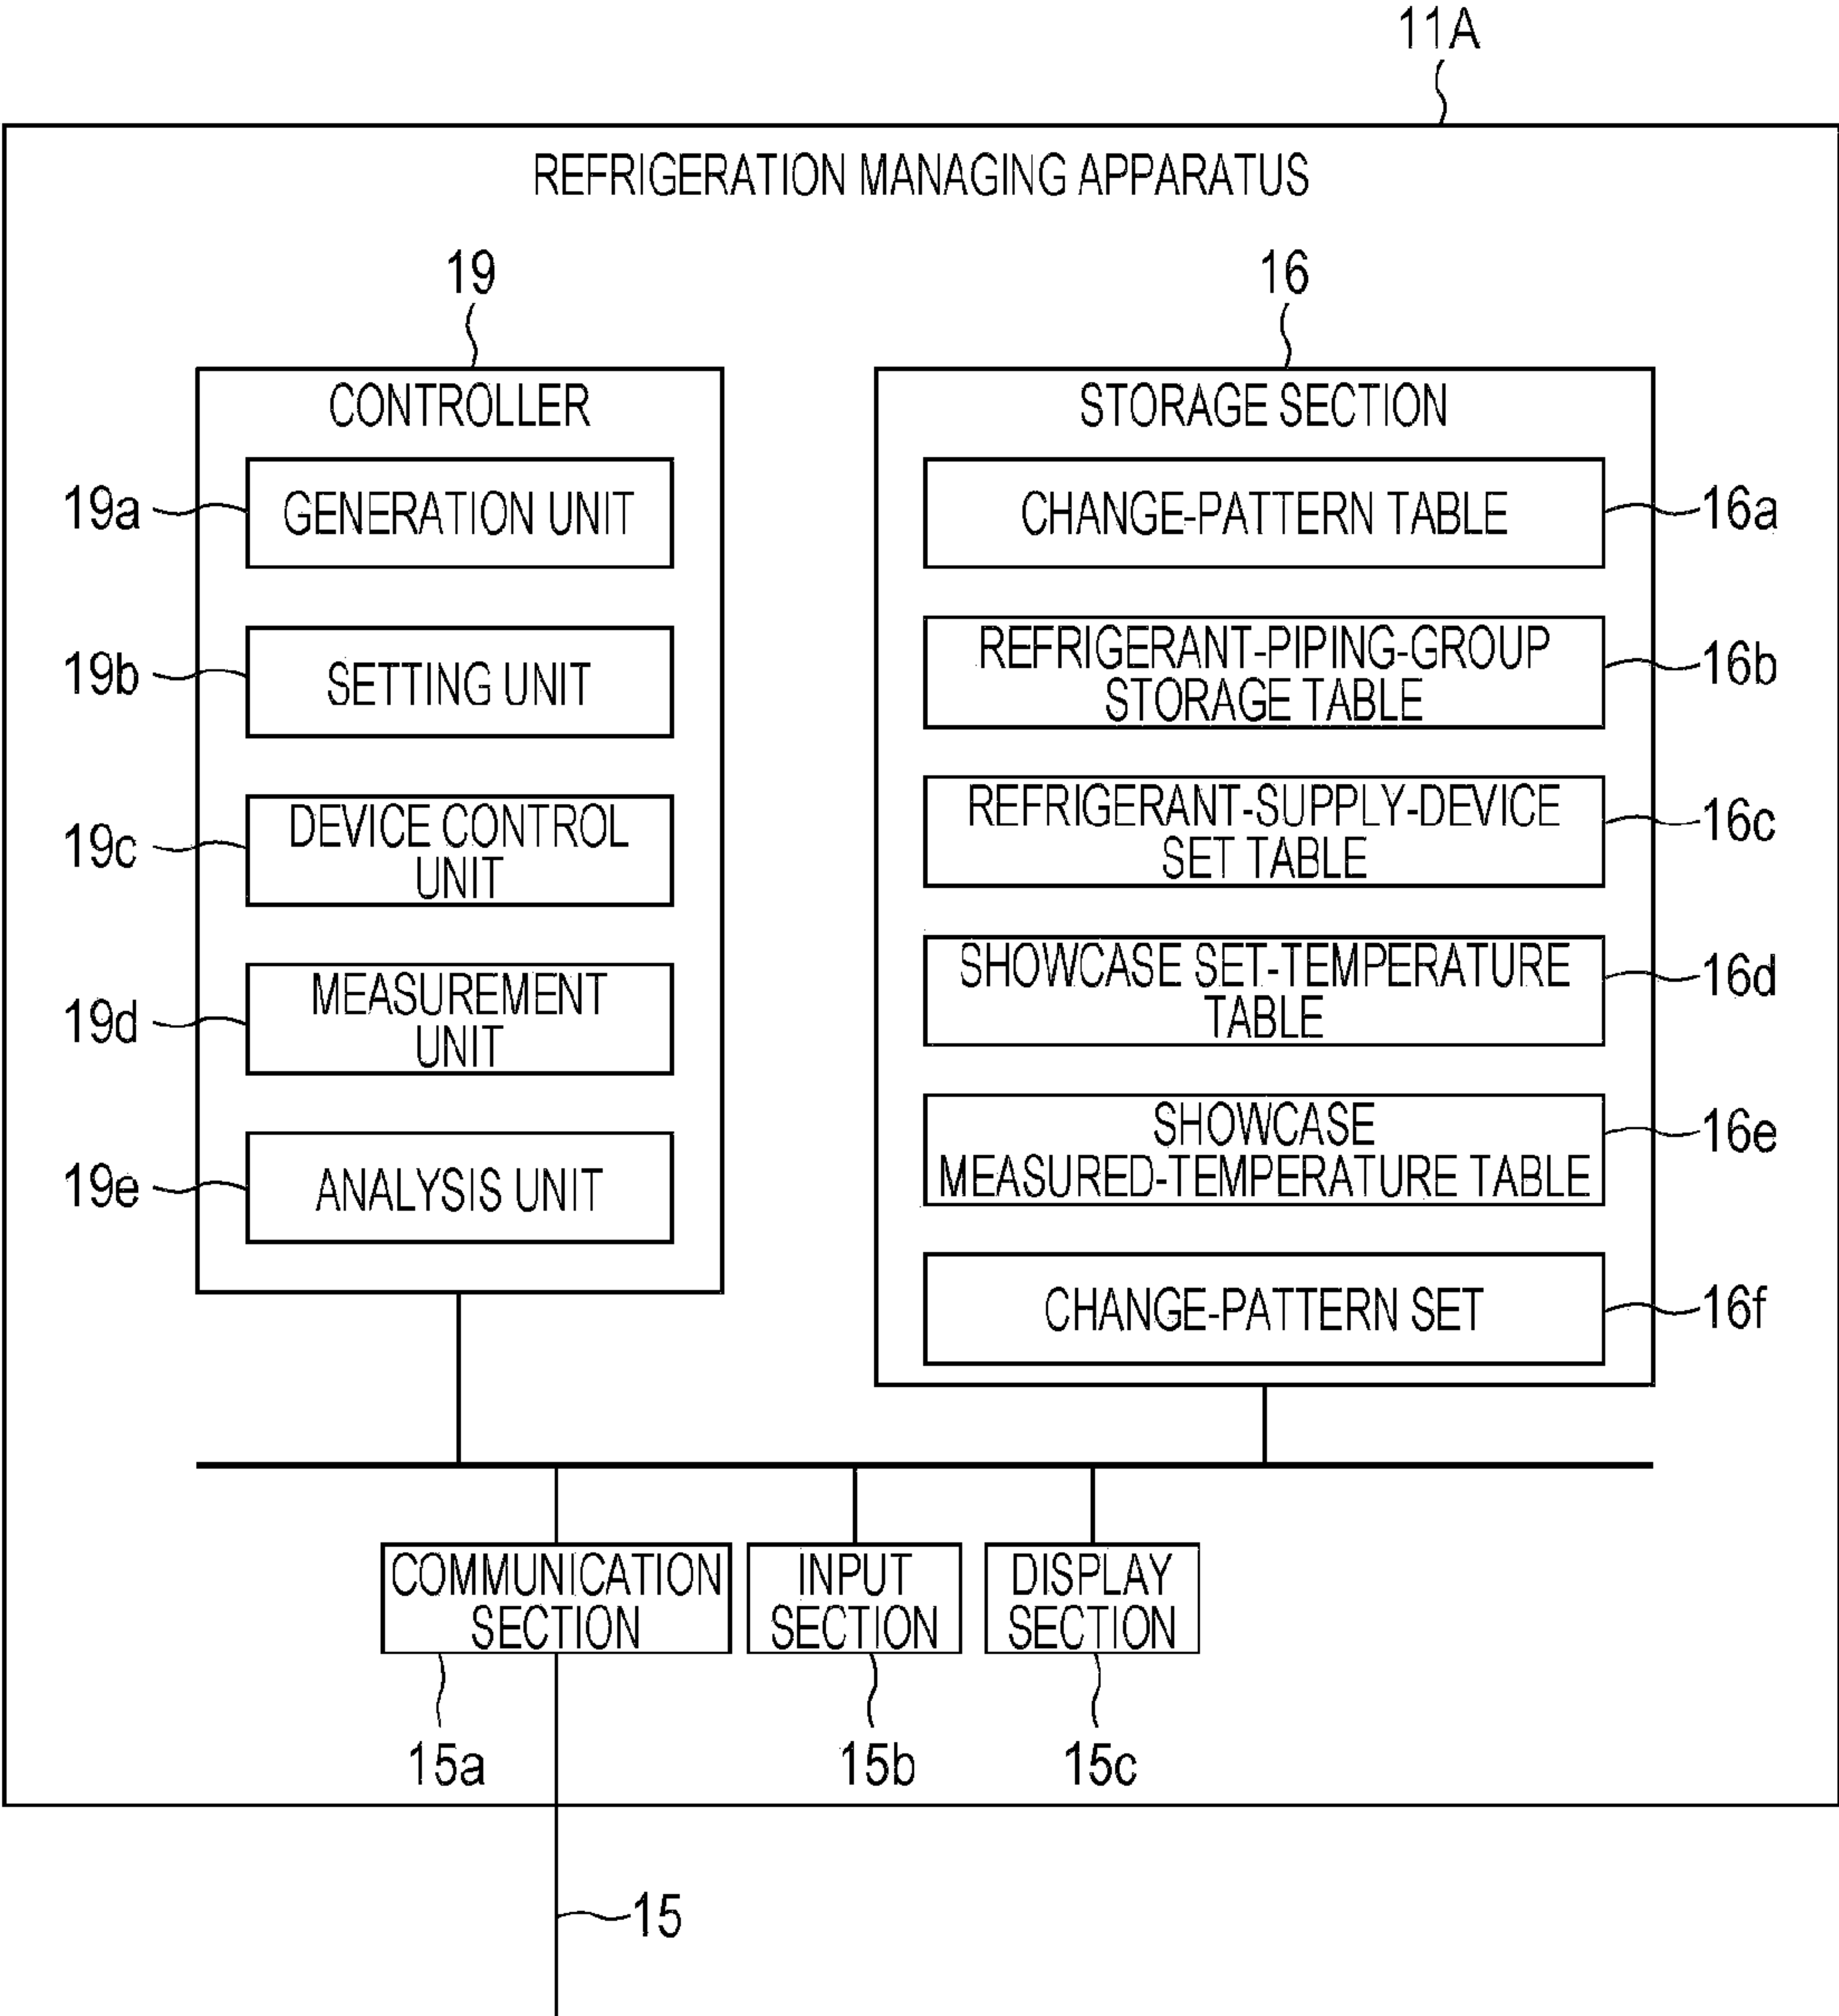 11A
REFRIGERATION MANAGING APPARATUS
19
CONTROLLER
19a
GENERATION UNIT
19b
SETTING UNIT
19c
DEVICE CONTROL
UNIT
19d
MEASUREMENT
UNIT
19e
ANALYSIS UNIT
16
STORAGE SECTION
CHANGE-PATTERN TABLE
16a
REFRIGERANT-PIPING-GROUP
STORAGE TABLE
16b
REFRIGERANT-SUPPLY-DEVICE
SET TABLE
16c
SHOWCASE SET-TEMPERATURE
TABLE
16d
SHOWCASE
MEASURED-TEMPERATURE TABLE
16e
CHANGE-PATTERN SET
16f
COMMUNICATION
SECTION
15a
INPUT
SECTION
15b
DISPLAY
SECTION
15c
15